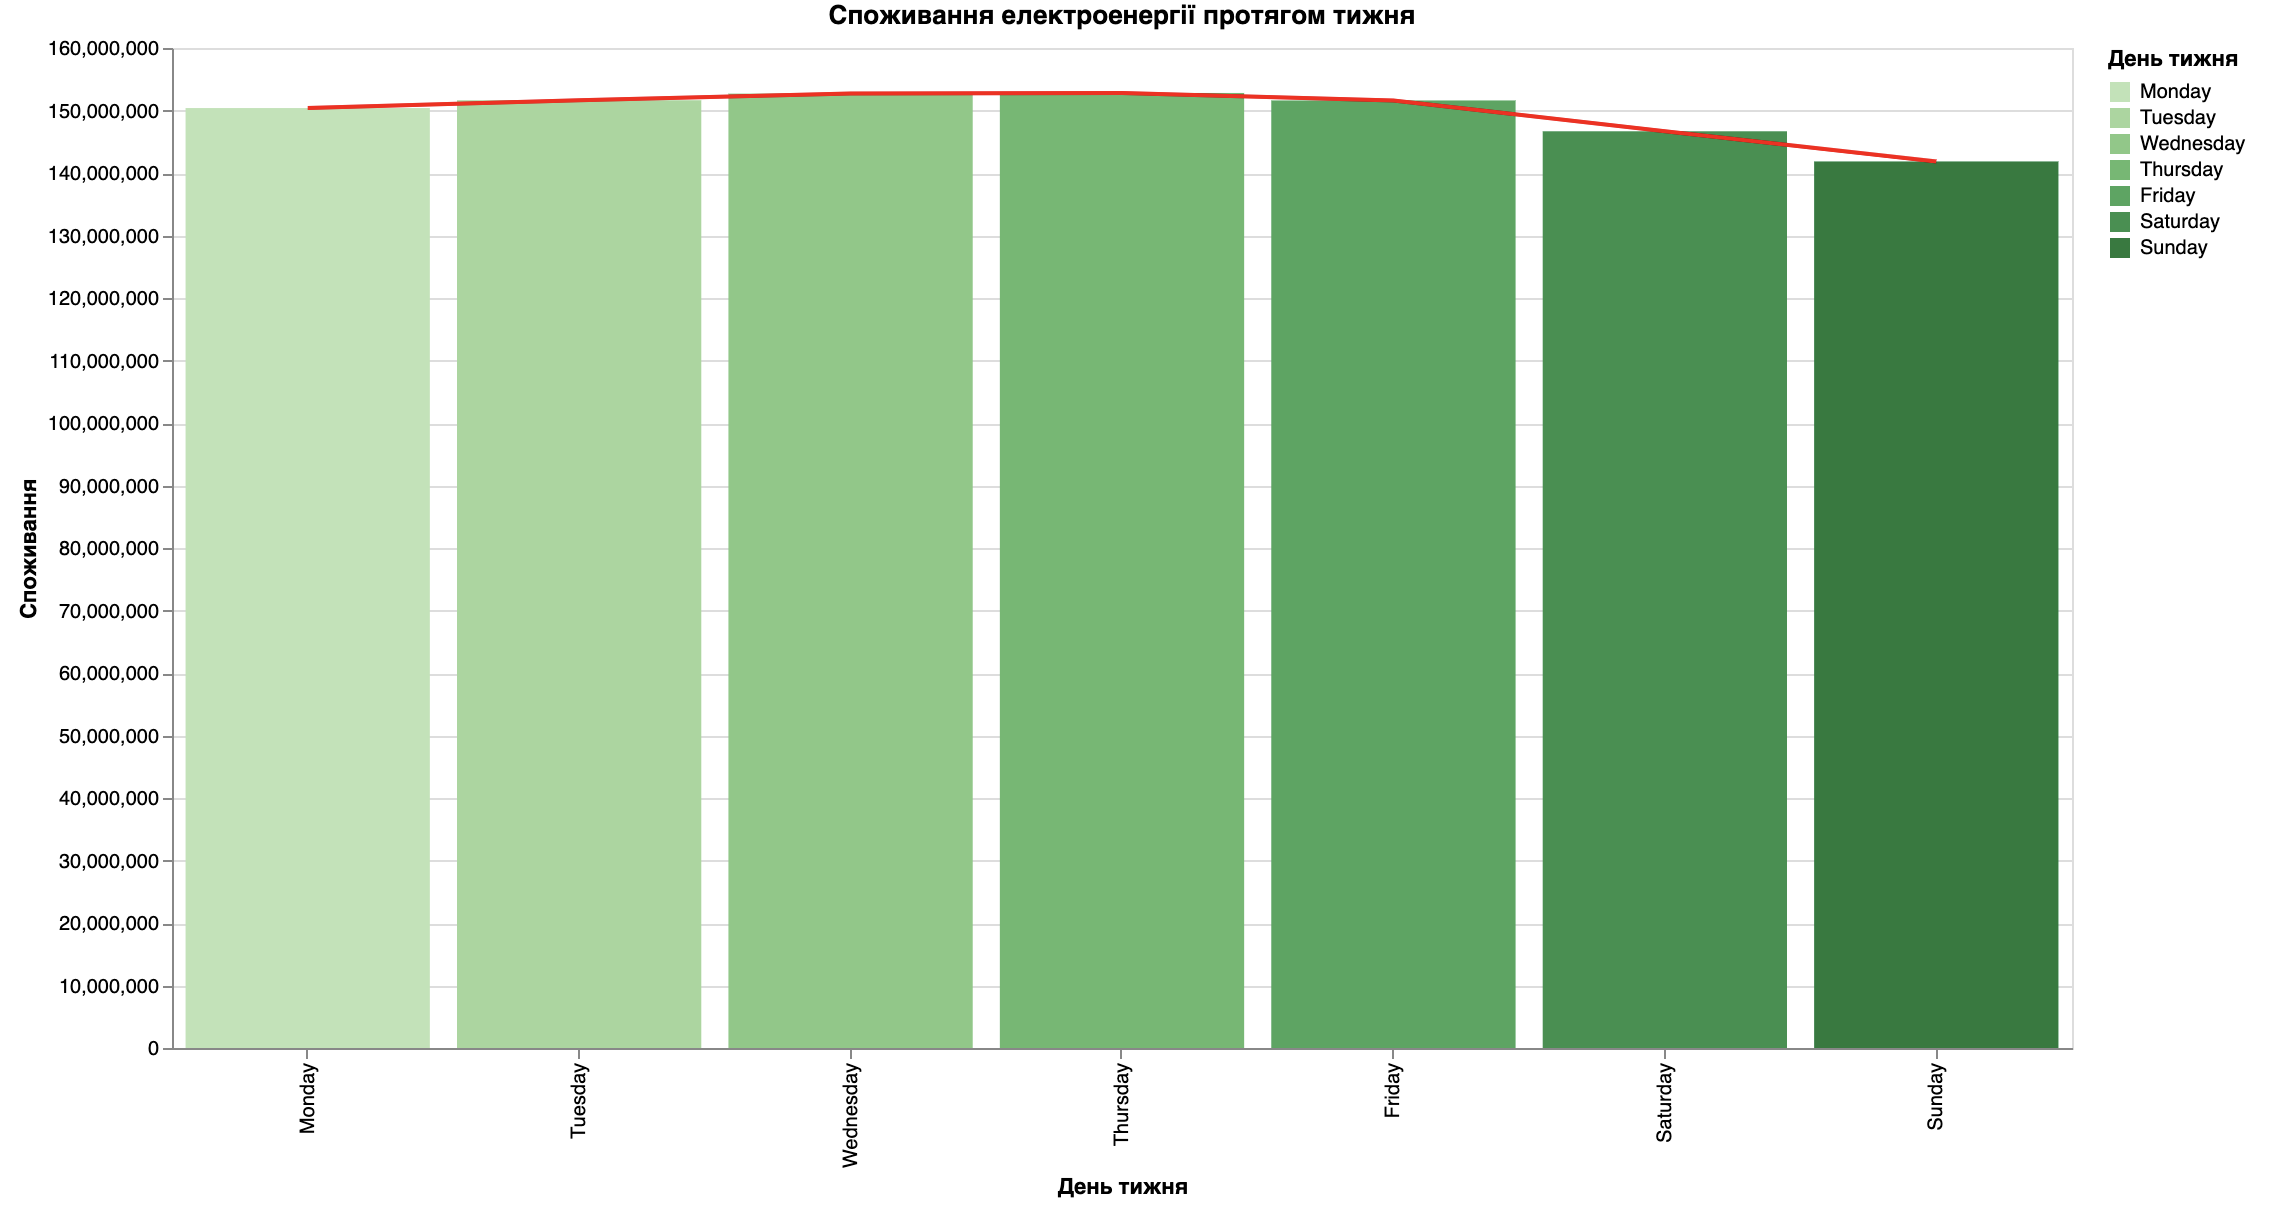 Споживання електроенергії протягом тижня
160,000,000
150,000,000
140,000,000
130,000,000
120,000,000
110,000,000
100,000,000
90,000,000
80,000,000
70,000,000
60,000,000
50,000,000
40,000,000
30,000,000
20,000,000
10,000,000
0
Споживання
Monday
Tuesday
Wednesday
Thursday
Friday
Saturday
Sunday
День тижня
День тижня
Monday
Tuesday
Wednesday
Thursday
Friday
Saturday
Sunday